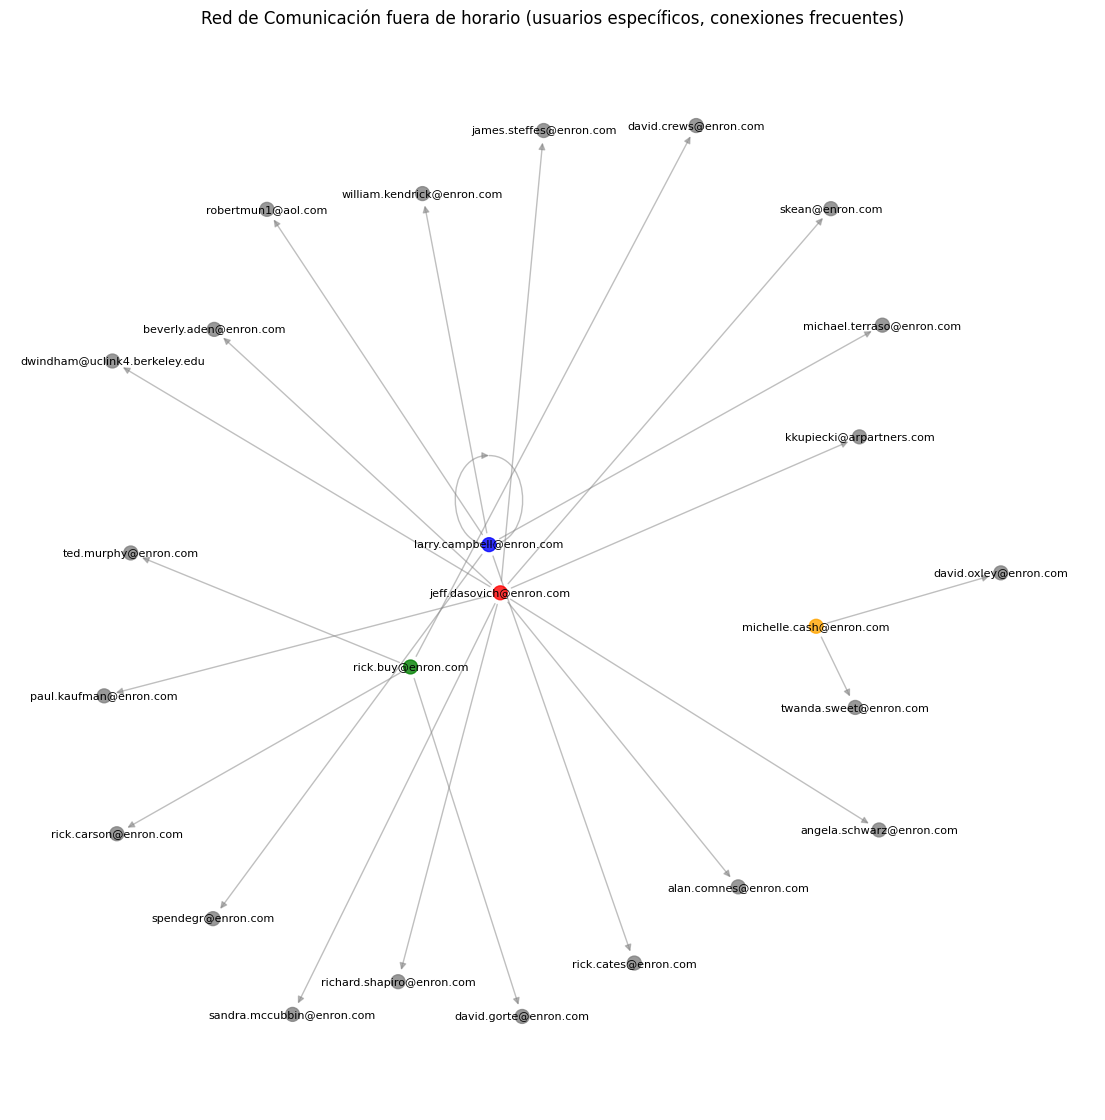 Red de Comunicación fuera de horario (usuarios específicos, conexiones frecuentes)
james.steffes@enron.com
david.crews@enron.com
william.kendrick@enron.com
robertmun1@aol.com
skean@enron.com
beverly.aden@enron.com
michael.terraso@enron.com
dwindham@uclink4.berkeley.edu
kkupiecki@arpartners.com
larry.campbell@enron.com
ted.murphy@enron.com
david.oxley@enron.com
jeff.dasovich@enron.com
michelle.cash@enron.com
rick.buy@enron.com
paul.kaufman@enron.com
twanda.sweet@enron.com
rick.carson@enron.com
angela.schwarz@enron.com
alan.comnes@enron.com
spendegr@enron.com
rick.cates@enron.com
richard.shapiro@enron.com
sandra.mccubbin@enron.com
david.gorte@enron.com